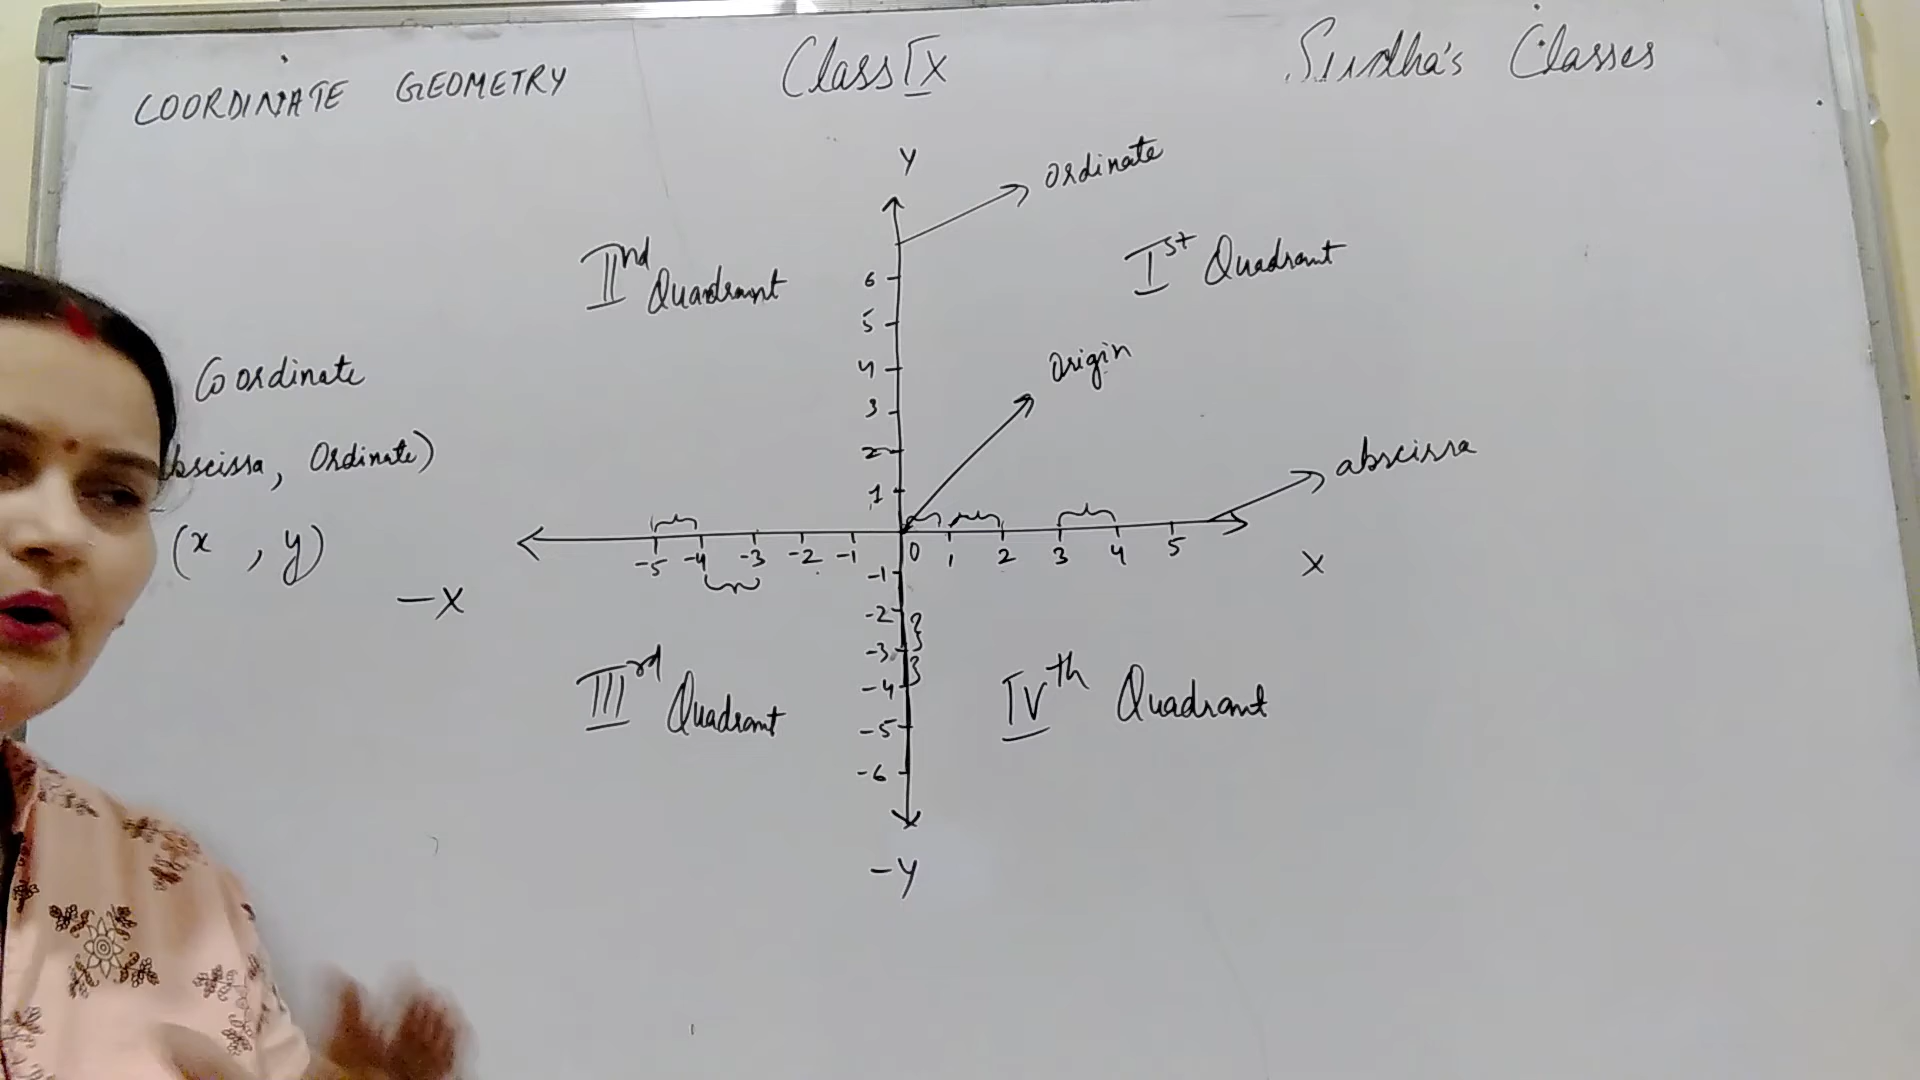 COORDINATE GEOMETRY
Class IX
Sudha's Classes
Y
Ordinate
IInd Quadrant
Ist Quadrant
6
5
4
3
2
1
Origin
abscissa
Coordinate
bscissa, Ordinate)
(x , y)
-5 -4 -3 -2 -1 0 1 2 3 4 5
-X
X
-1
-2
-3
-4
-5
-6
IIIrd Quadrant
IVth Quadrant
-Y